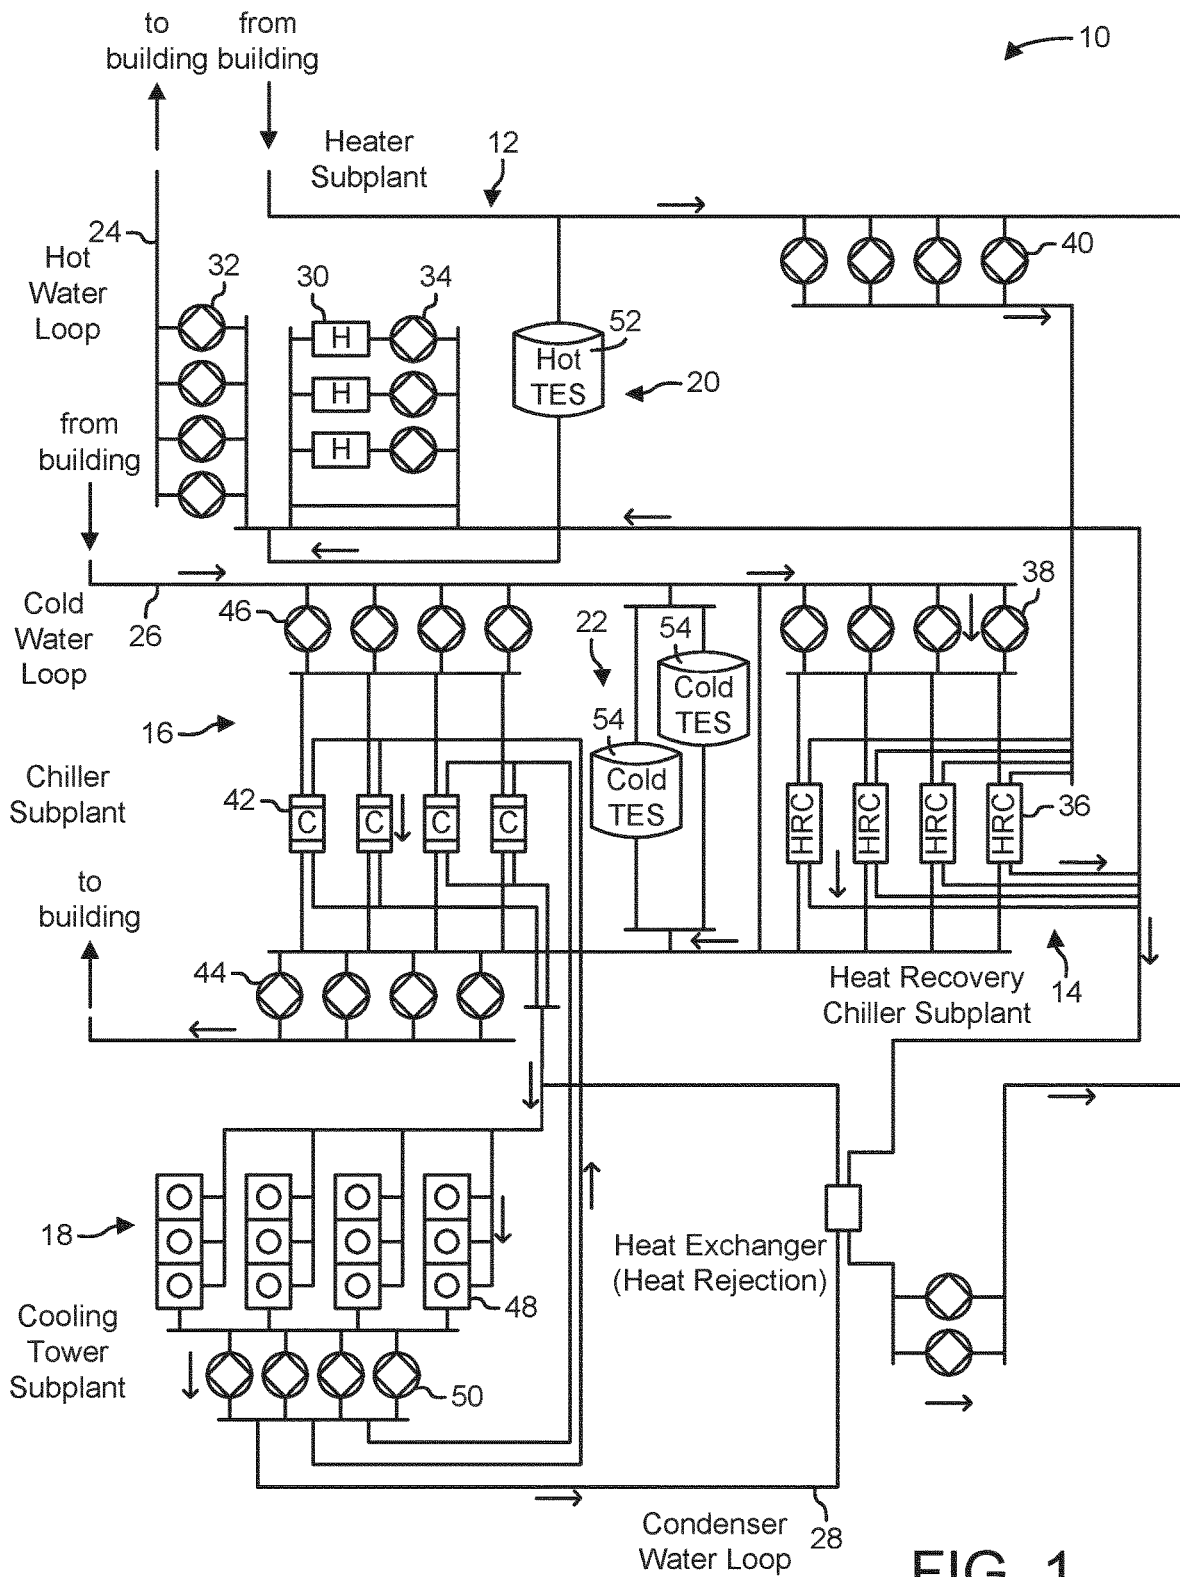 to
building
from
building
10
Heater
Subplant
12
24
Hot
Water
Loop
32
30
34
40
H
H
H
Hot
TES
52
20
from
building
26
Cold
Water
Loop
46
22
54
Cold
TES
54
Cold
TES
38
16
Chiller
Subplant
42
C
C
C
C
HRC
HRC
HRC
HRC
36
to
building
44
Heat Recovery
Chiller Subplant
14
18
48
Heat Exchanger
(Heat Rejection)
Cooling
Tower
Subplant
50
Condenser
Water Loop
28
FIG. 1